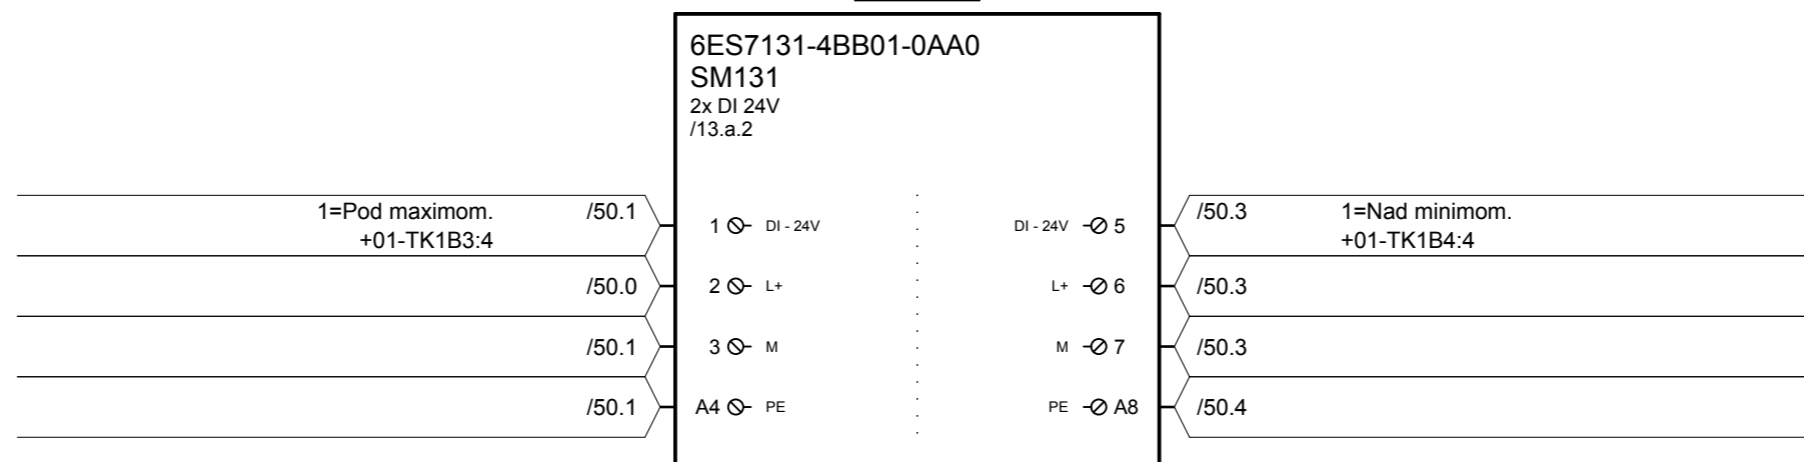 6ES7131-4BB01-0AA0
SM131
2x DI 24V
/13.a.2
1=Pod maximom. /50.1 1 DI - 24V DI - 24V 5 /50.3 1=Nad minimom.
+01-TK1B3:4 +01-TK1B4:4
/50.0 2 L+ L+ 6 /50.3
/50.1 3 M M 7 /50.3
/50.1 A4 PE PE A8 /50.4